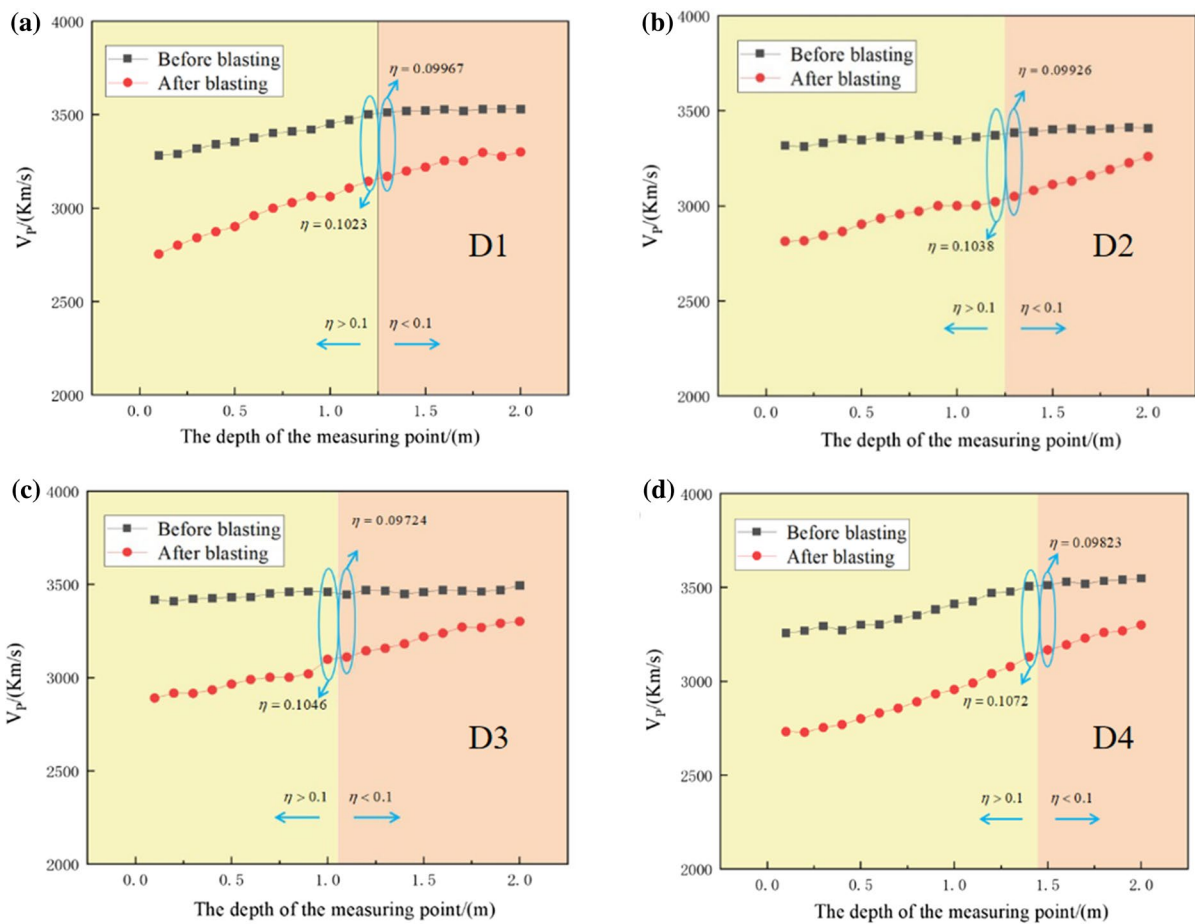 (a)
4000
3500
3000
2500
2000
V_P/(Km/s)
Before blasting
After blasting
η = 0.09967
η = 0.1023
D1
η > 0.1
η < 0.1
0.0
0.5
1.0
1.5
2.0
The depth of the measuring point/(m)
(b)
4000
3500
3000
2500
2000
V_P/(Km/s)
Before blasting
After blasting
η = 0.09926
η = 0.1038
D2
η > 0.1
η < 0.1
0.0
0.5
1.0
1.5
2.0
The depth of the measuring point/(m)
(c)
4000
3500
3000
2500
2000
V_P/(Km/s)
Before blasting
After blasting
η = 0.09724
η = 0.1046
D3
η > 0.1
η < 0.1
0.0
0.5
1.0
1.5
2.0
The depth of the measuring point/(m)
(d)
4000
3500
3000
2500
2000
V_P/(Km/s)
Before blasting
After blasting
η = 0.09823
η = 0.1072
D4
η > 0.1
η < 0.1
0.0
0.5
1.0
1.5
2.0
The depth of the measuring point/(m)